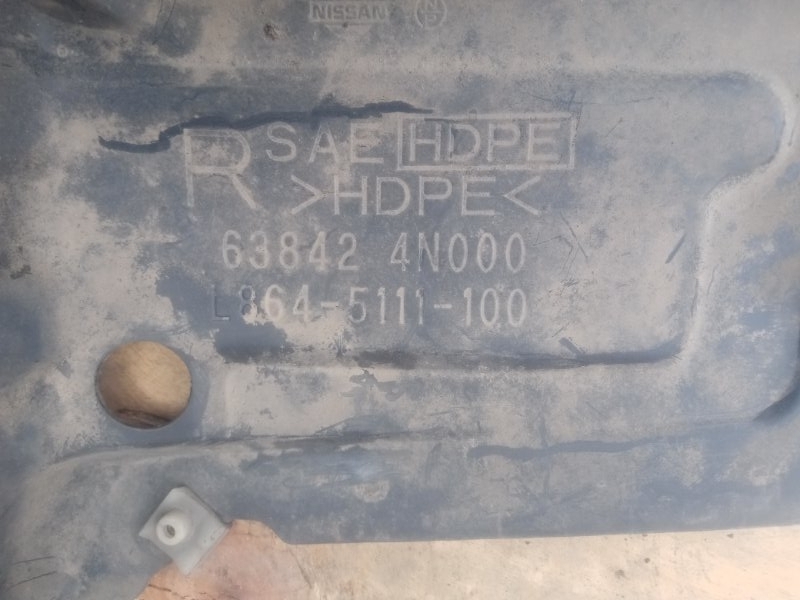 NISSAN
R SAE HDPE
>HDPE<
63842 4N000
L864-5111-100